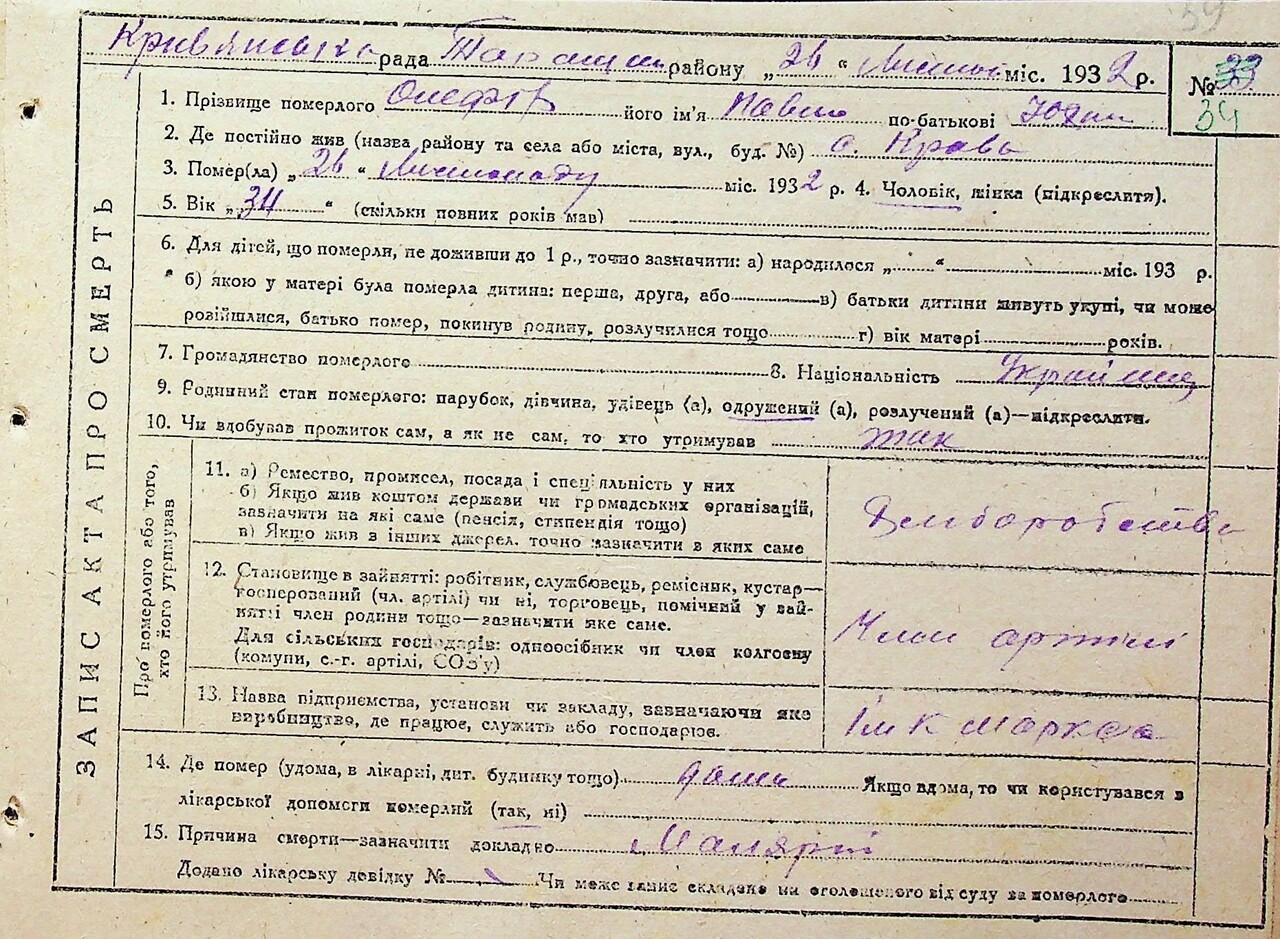 39
Кривянська рада Таращан району „26“ Листоп міс. 1932 р.
№ 33
34
ЗАПИС АКТА ПРО СМЕРТЬ
1. Прізвище померлого його ім'я Павло по-батькові
2. Де постійно жив (назва району та села або міста, вул., буд. №) с. Крива
3. Помер(ла) „26“ Листопаду міс. 1932 р. 4. Чоловік, жінка (підкреслити).
5. Вік „34“ (скільки повних років мав)
6. Для дітей, що померли, не доживши до 1 р., точно зазначити: а) народилося „ “ міс. 193 р.
б) якою у матері була померла дитина: перша, друга, або в) батьки дитини живуть укупі, чи може
розійшлися, батько помер, покинув родину, розлучилися тощо г) вік матері років.
7. Громадянство померлого 8. Національність Українец
9. Родинний стан померлого: парубок, дівчина, удівець (а), одружений (а), розлучений (а)—підкреслити.
10. Чи здобував прожиток сам, а як не сам, то хто утримував так
Про померлого або того,
хто його утримував
11. а) Ремество, промисел, посада і спеціяльність у них
б) Якщо жив коштом держави чи громадських організацій,
зазначити на які саме (пенсія, стипендія тощо)
в) Якщо жив з інших джерел, точно зазначити в яких саме
Хліборобство
12. Становище в зайнятті: робітник, службовець, ремісник, кустар—
госперований (чл. артілі) чи ні, торговець, помічний у зай-
нятті член родини тощо—зазначити яке саме.
Для сільських господарів: одноосібник чи член колгоспу
(комуни, с.-г. артілі, СОЗ'у)
Член артілі
13. Назва підприємства, установи чи закладу, зазначаючи яке
виробництво, де працює, служить або господарює.
Ім К Маркса
14. Де помер (удома, в лікарні, дит. будинку тощо) дома Якщо вдома, то чи користувався з
лікарської допомоги померлий (так, ні)
15. Причина смерти—зазначити докладно Малярія
Додано лікарську довідку № Чи може запис складено на оголошеного від суду за померлого